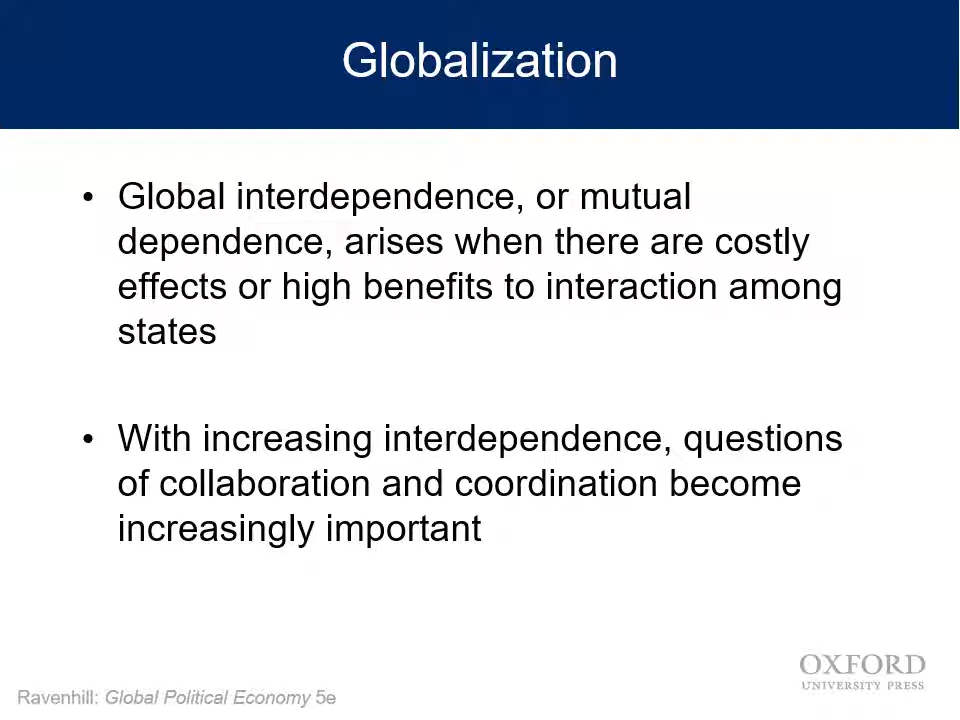 Globalization
• Global interdependence, or mutual
dependence, arises when there are costly
effects or high benefits to interaction among
states
• With increasing interdependence, questions
of collaboration and coordination become
increasingly important
OXFORD
UNIVERSITY PRESS
Ravenhill: Global Political Economy 5e